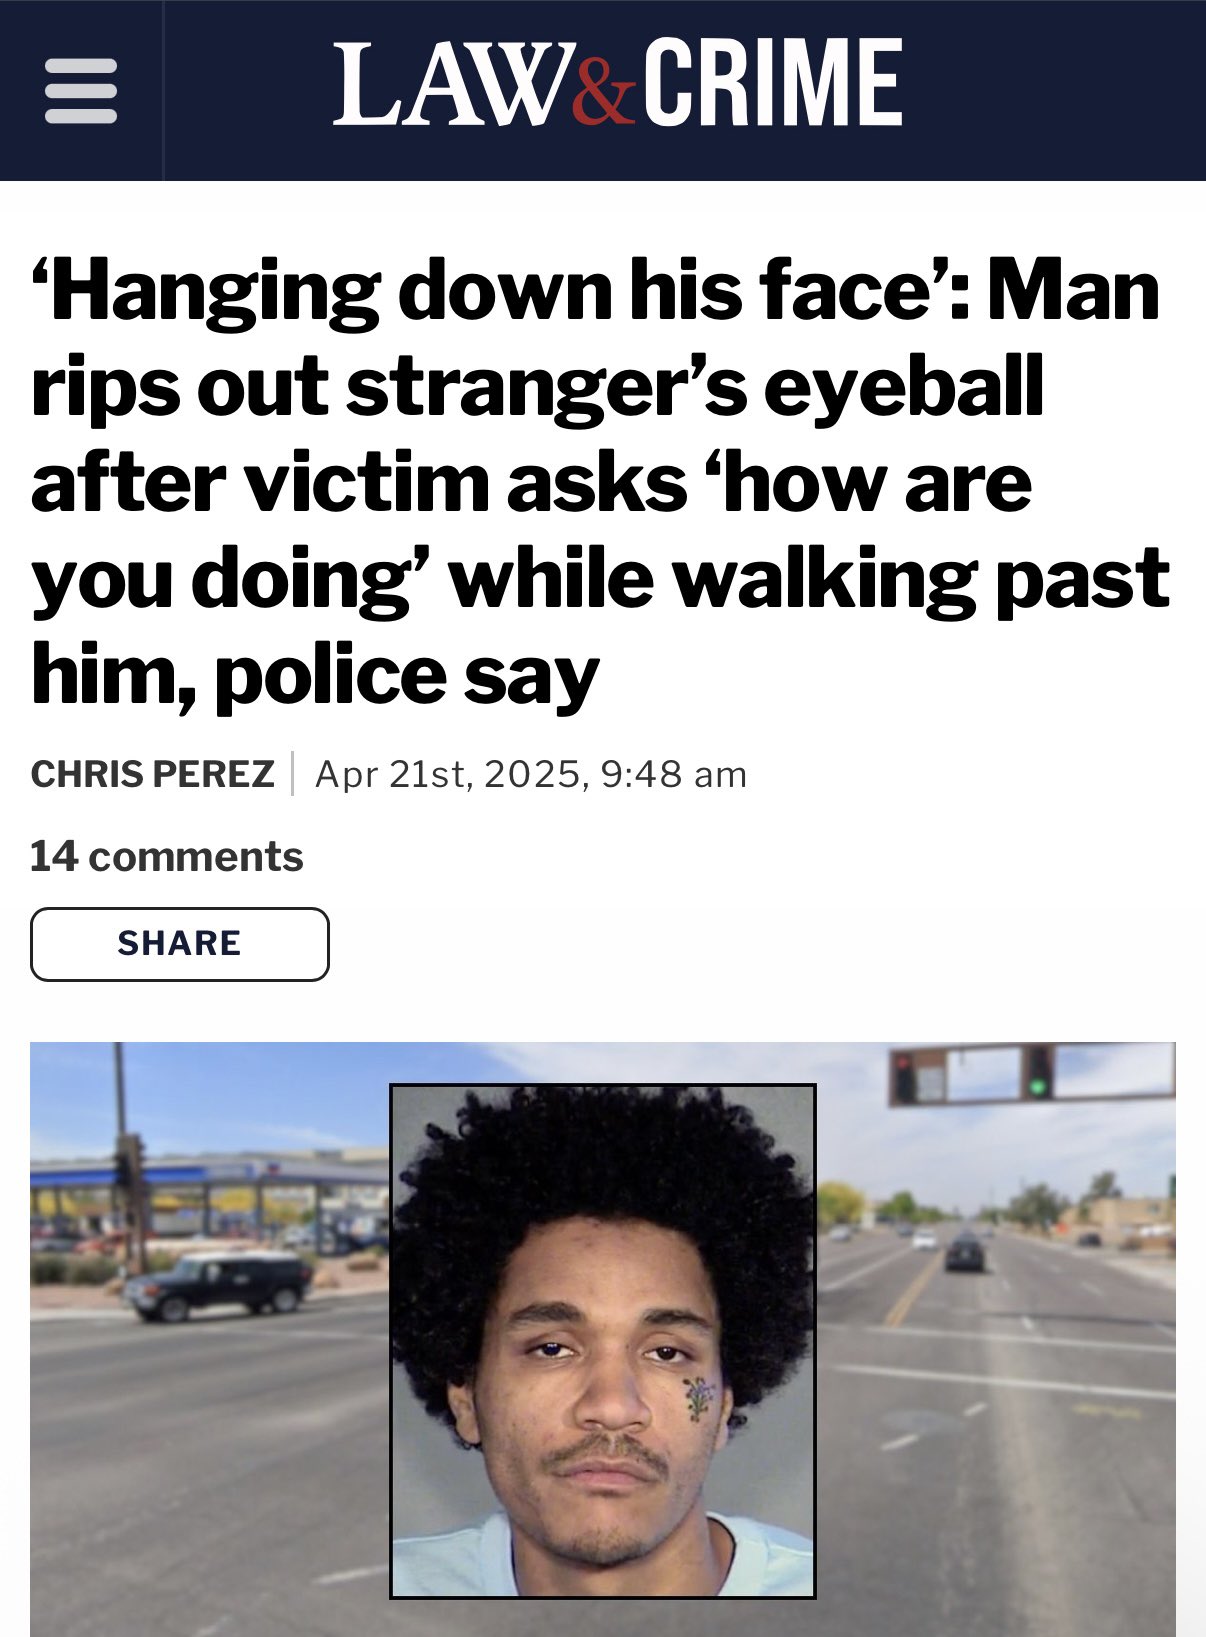 LAW&CRIME
‘Hanging down his face’: Man
rips out stranger’s eyeball
after victim asks ‘how are
you doing’ while walking past
him, police say
CHRIS PEREZ | Apr 21st, 2025, 9:48 am
14 comments
SHARE